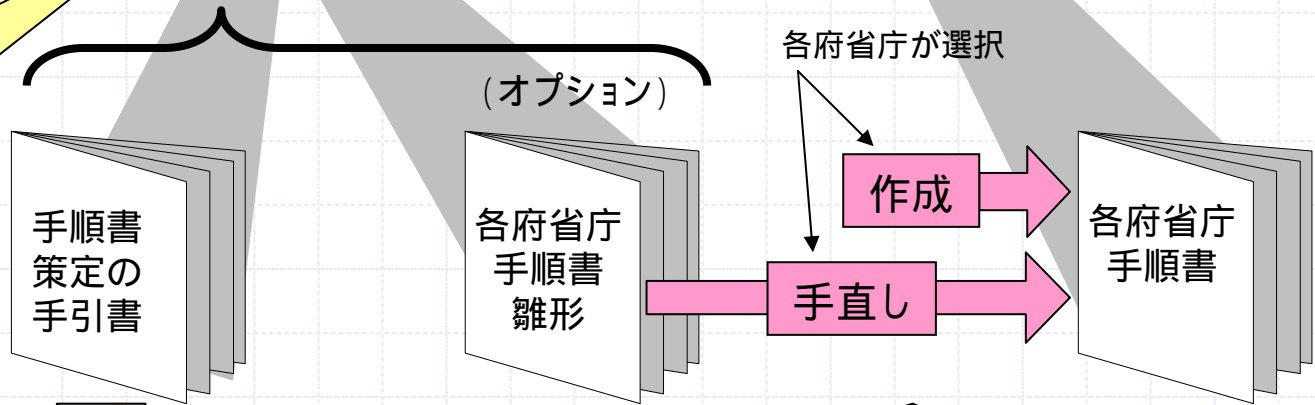 各府省庁が選択
(オプション)
手順書
策定の
手引書
各府省庁
手順書
雛形
作成
手直し
各府省庁
手順書